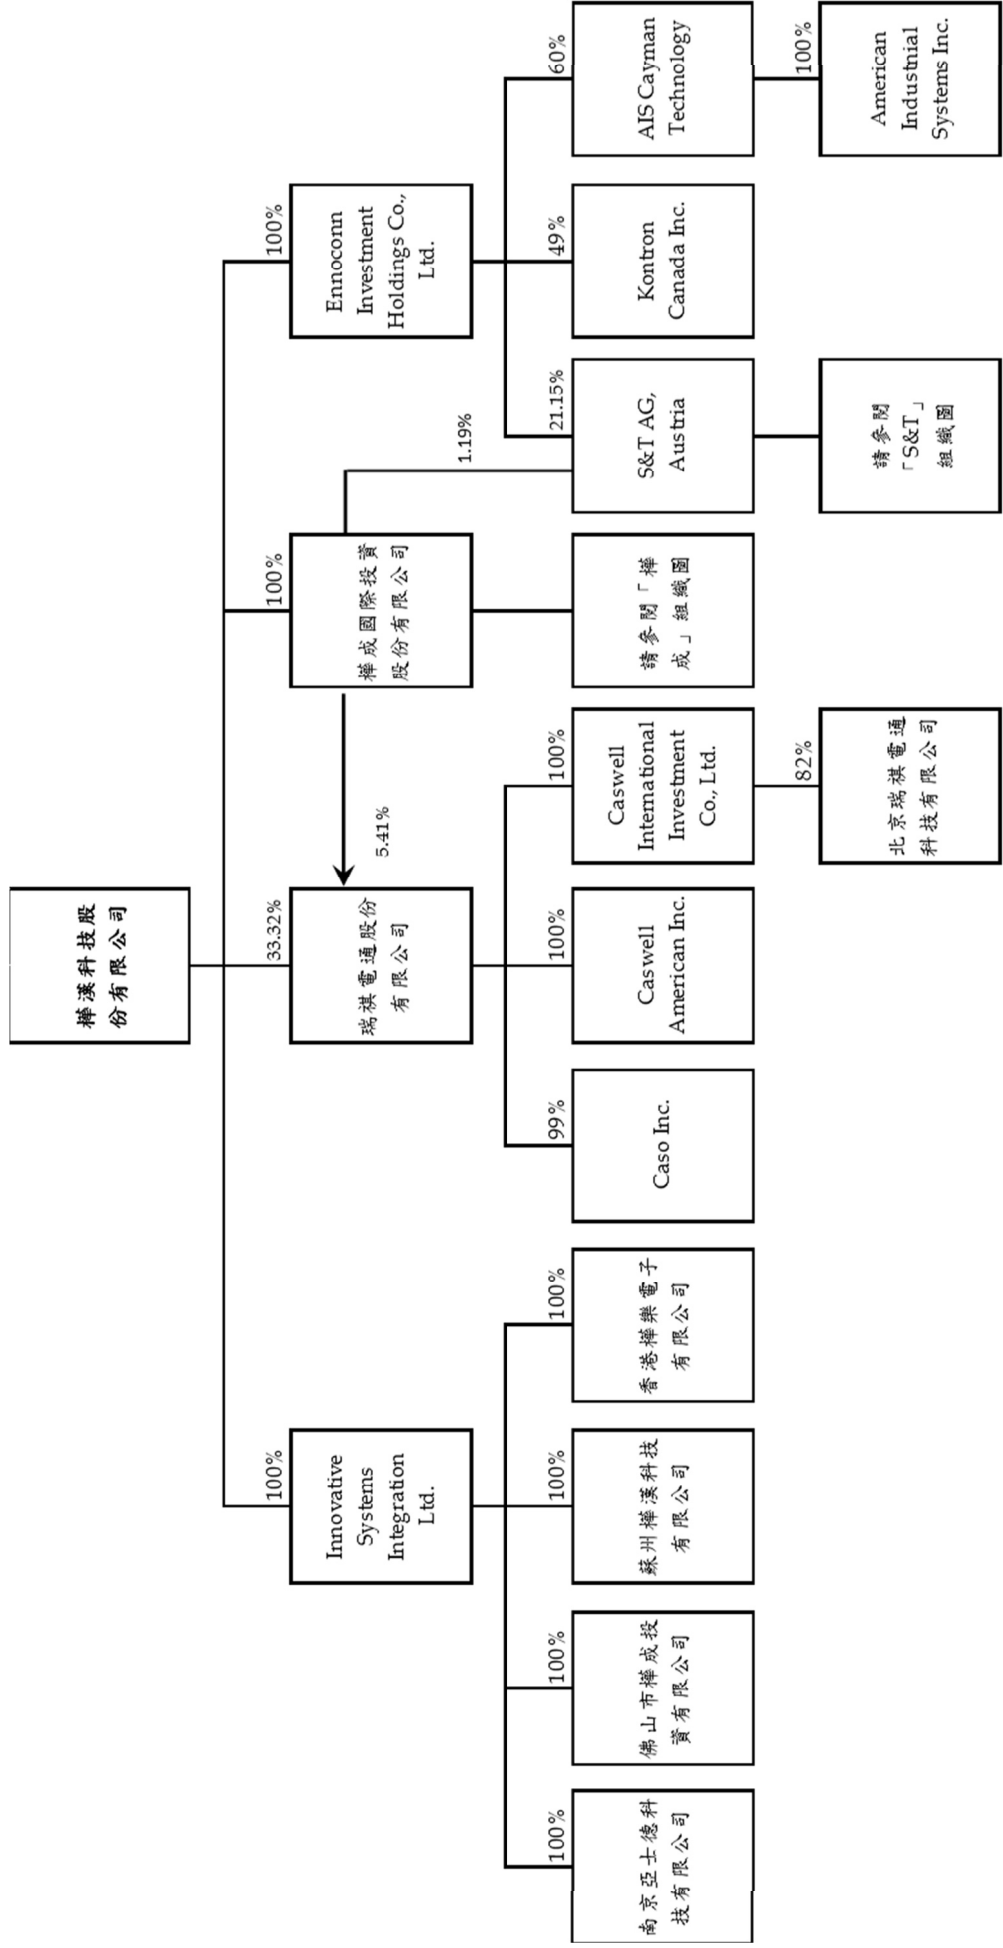 樺漢科技股
份有限公司
100%
Innovative
Systems
Integration
Ltd.
33.32%
瑞祺電通股份
有限公司
5.41%
100%
樺成國際投資
股份有限公司
1.19%
100%
Ennoconn
Investment
Holdings Co.,
Ltd.
100%
南京亞士德科
技有限公司
100%
佛山市樺成投
資有限公司
100%
蘇州樺漢科技
有限公司
100%
香港樺樂電子
有限公司
99%
Caso Inc.
100%
Caswell
American Inc.
100%
Caswell
International
Investment
Co., Ltd.
請參閱「樺
成」組織圖
21.15%
S&T AG,
Austria
49%
Kontron
Canada Inc.
60%
AIS Cayman
Technology
82%
北京瑞祺電通
科技有限公司
請參閱
「S&T」
組織圖
100%
American
Industrial
Systems Inc.